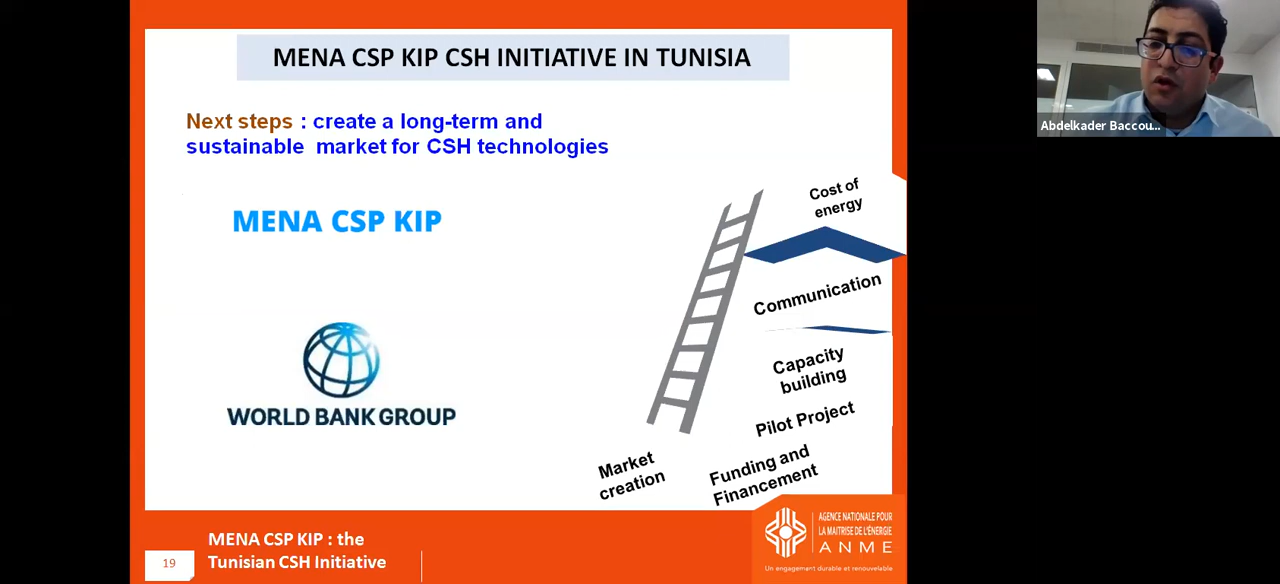 MENA CSP KIP CSH INITIATIVE IN TUNISIA
Next steps : create a long-term and
sustainable market for CSH technologies
MENA CSP KIP
WORLD BANK GROUP
Cost of
energy
Communication
Capacity
building
Pilot Project
Funding and
Financement
Market
creation
19
MENA CSP KIP : the
Tunisian CSH Initiative
AGENCE NATIONALE POUR
LA MAITRISE DE L'ÉNERGIE
ANME
Un engagement durable et renouvelable
Abdelkader Baccou...